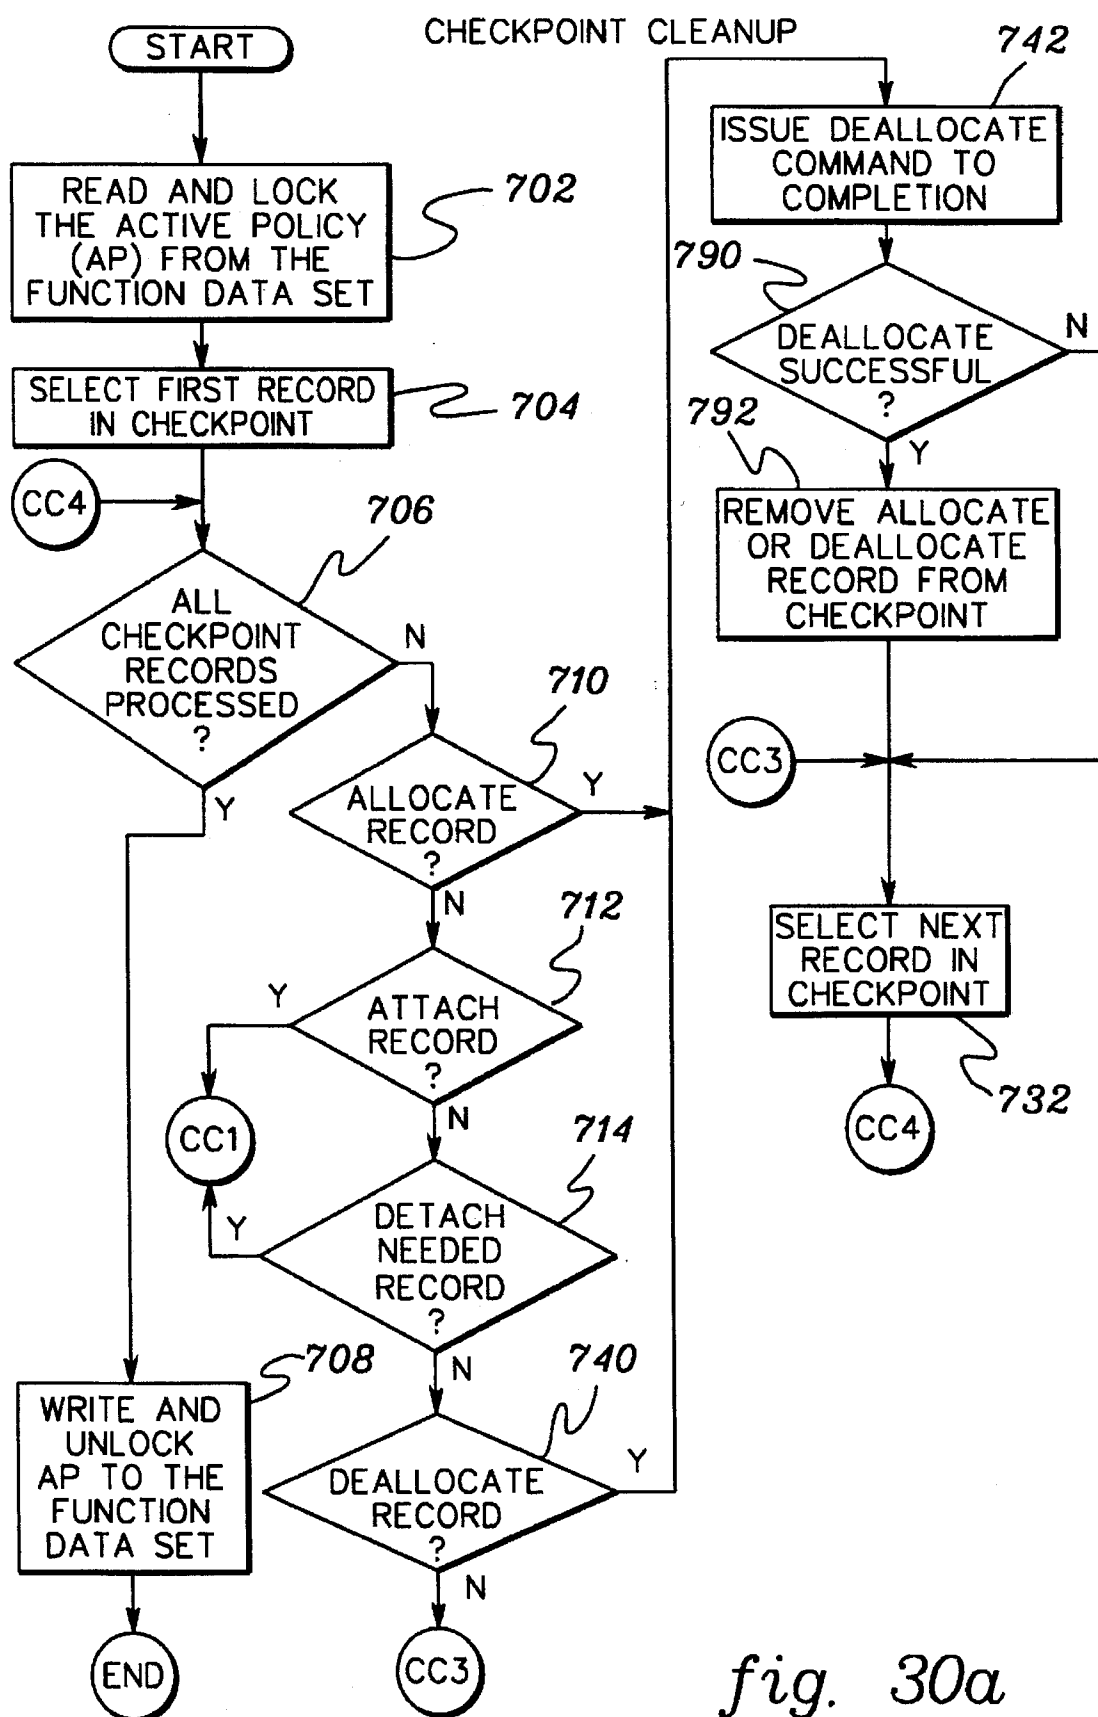 CHECKPOINT CLEANUP
START
READ AND LOCK
THE ACTIVE POLICY
(AP) FROM THE
FUNCTION DATA SET
702
SELECT FIRST RECORD
IN CHECKPOINT
704
CC4
706
ALL
CHECKPOINT
RECORDS
PROCESSED
?
N
Y
710
ALLOCATE
RECORD
?
Y
N
712
ATTACH
RECORD
?
Y
N
CC1
714
DETACH
NEEDED
RECORD
?
Y
N
740
DEALLOCATE
RECORD
?
Y
N
CC3
708
WRITE AND
UNLOCK
AP TO THE
FUNCTION
DATA SET
END
742
ISSUE DEALLOCATE
COMMAND TO
COMPLETION
790
DEALLOCATE
SUCCESSFUL
?
N
Y
792
REMOVE ALLOCATE
OR DEALLOCATE
RECORD FROM
CHECKPOINT
CC3
SELECT NEXT
RECORD IN
CHECKPOINT
732
CC4
fig. 30a